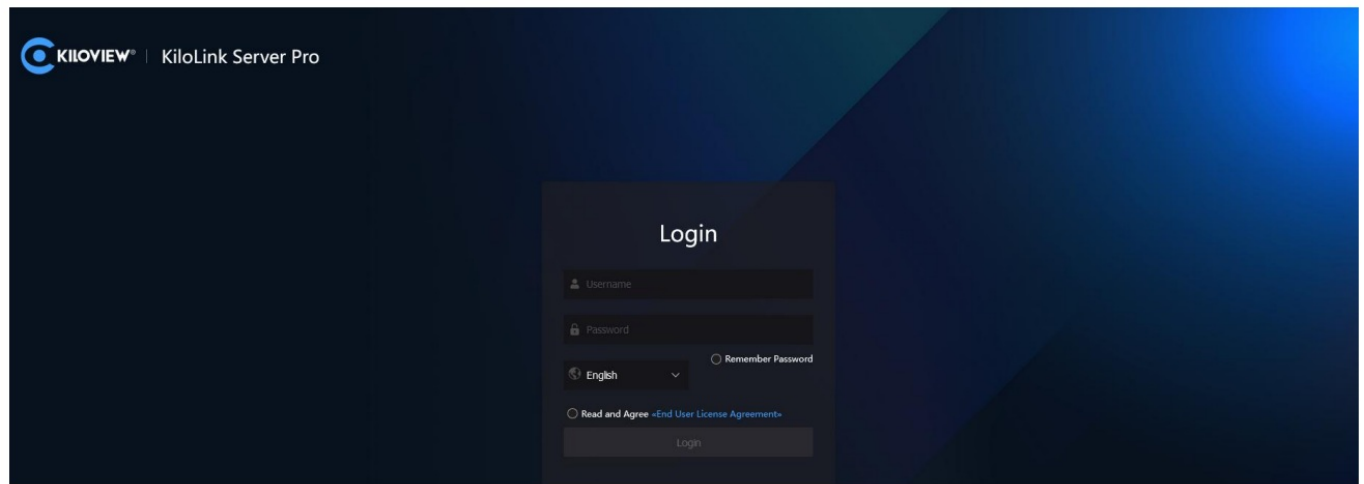 KILOVIEW® | KiloLink Server Pro
Login
Username
Password
Remember Password
English
Read and Agree «End User License Agreement»
Login